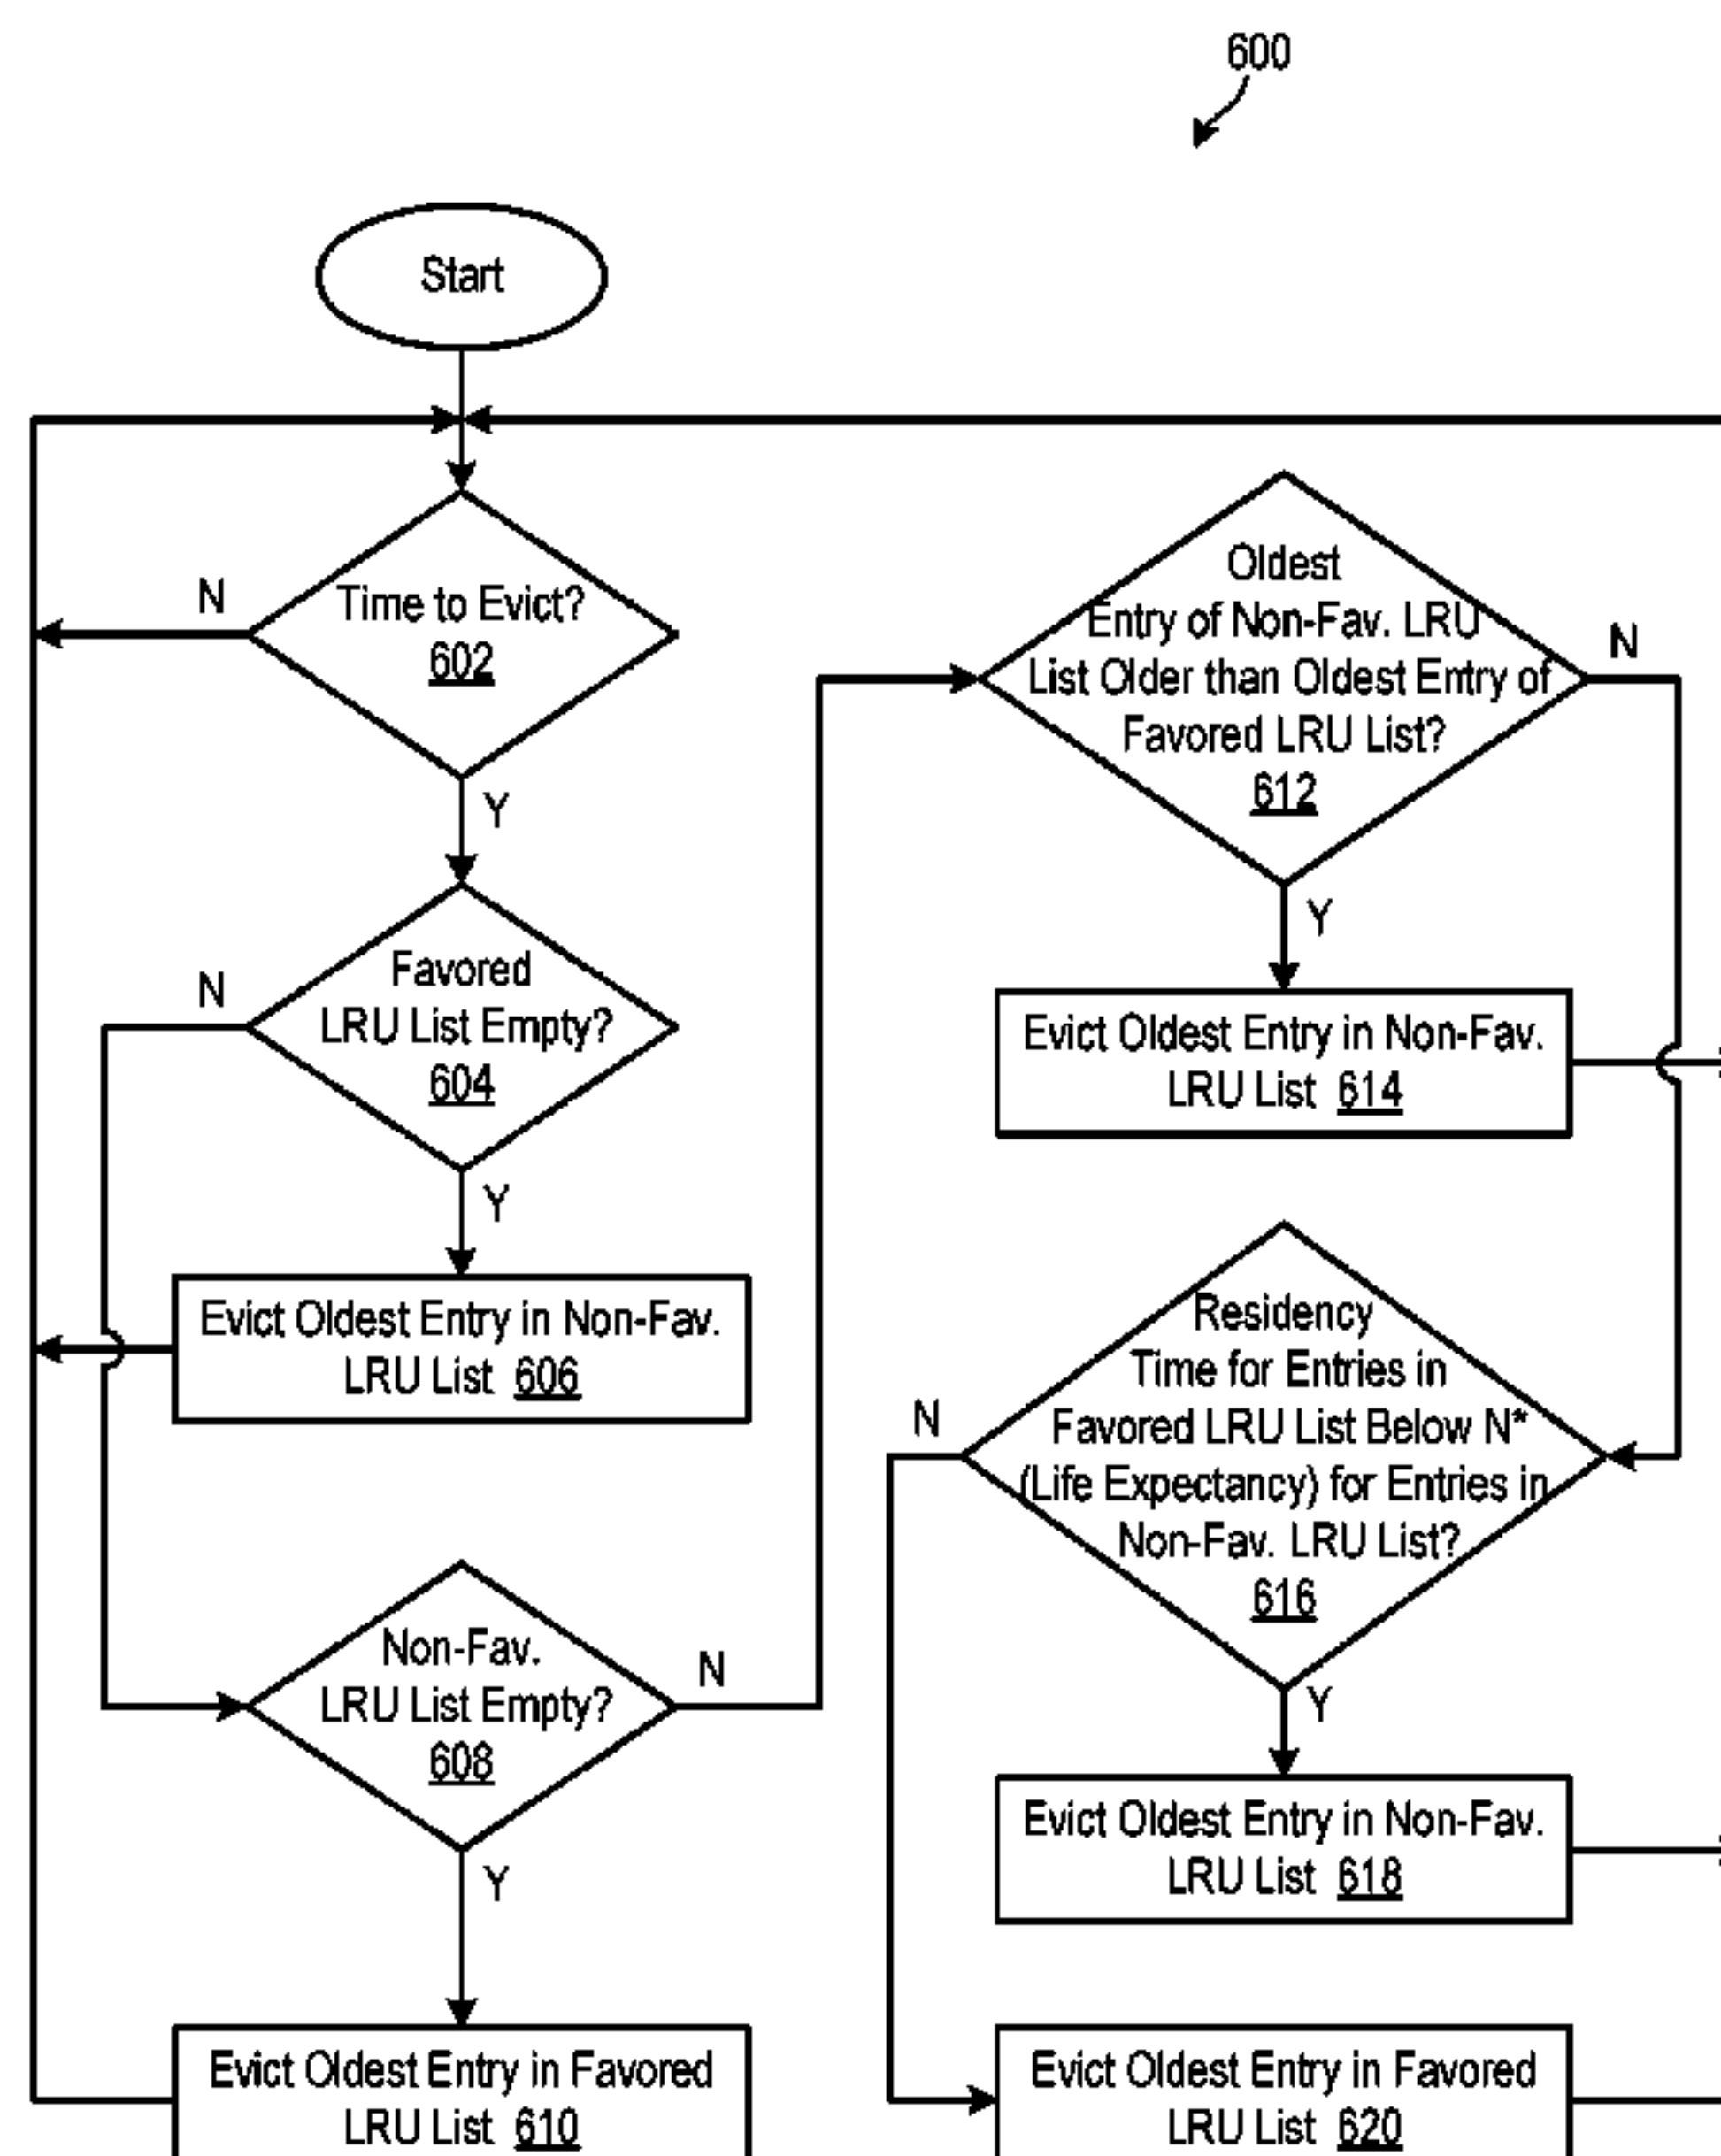 600
Start
Time to Evict?
602
N
Y
Favored
LRU List Empty?
604
N
Y
Evict Oldest Entry in Non-Fav.
LRU List 606
Non-Fav.
LRU List Empty?
608
N
Y
Evict Oldest Entry in Favored
LRU List 610
Oldest
Entry of Non-Fav. LRU
List Older than Oldest Entry of
Favored LRU List?
612
N
Y
Evict Oldest Entry in Non-Fav.
LRU List 614
Residency
Time for Entries in
Favored LRU List Below N*
(Life Expectancy) for Entries in
Non-Fav. LRU List?
616
N
Y
Evict Oldest Entry in Non-Fav.
LRU List 618
Evict Oldest Entry in Favored
LRU List 620